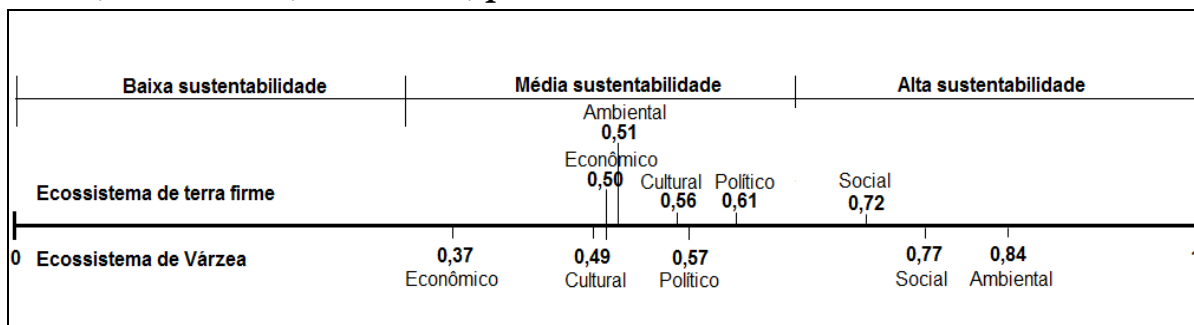 Baixa sustentabilidade
Média sustentabilidade
Alta sustentabilidade
Ambiental
0,51
Econômico
0,50
Cultural
0,56
Político
0,61
Social
0,72
Ecossistema de terra firme
0
Ecossistema de Várzea
0,37
Econômico
0,49
Cultural
0,57
Político
0,77
Social
0,84
Ambiental